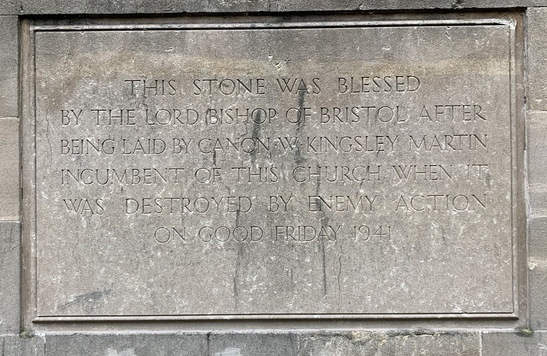 THIS STONE WAS BLESSED
BY THE LORD BISHOP OF BRISTOL AFTER
BEING LAID BY CANON W·KINGSLEY MARTIN
INCUMBENT OF THIS CHURCH WHEN IT
WAS DESTROYED BY ENEMY ACTION
ON GOOD FRIDAY 1941